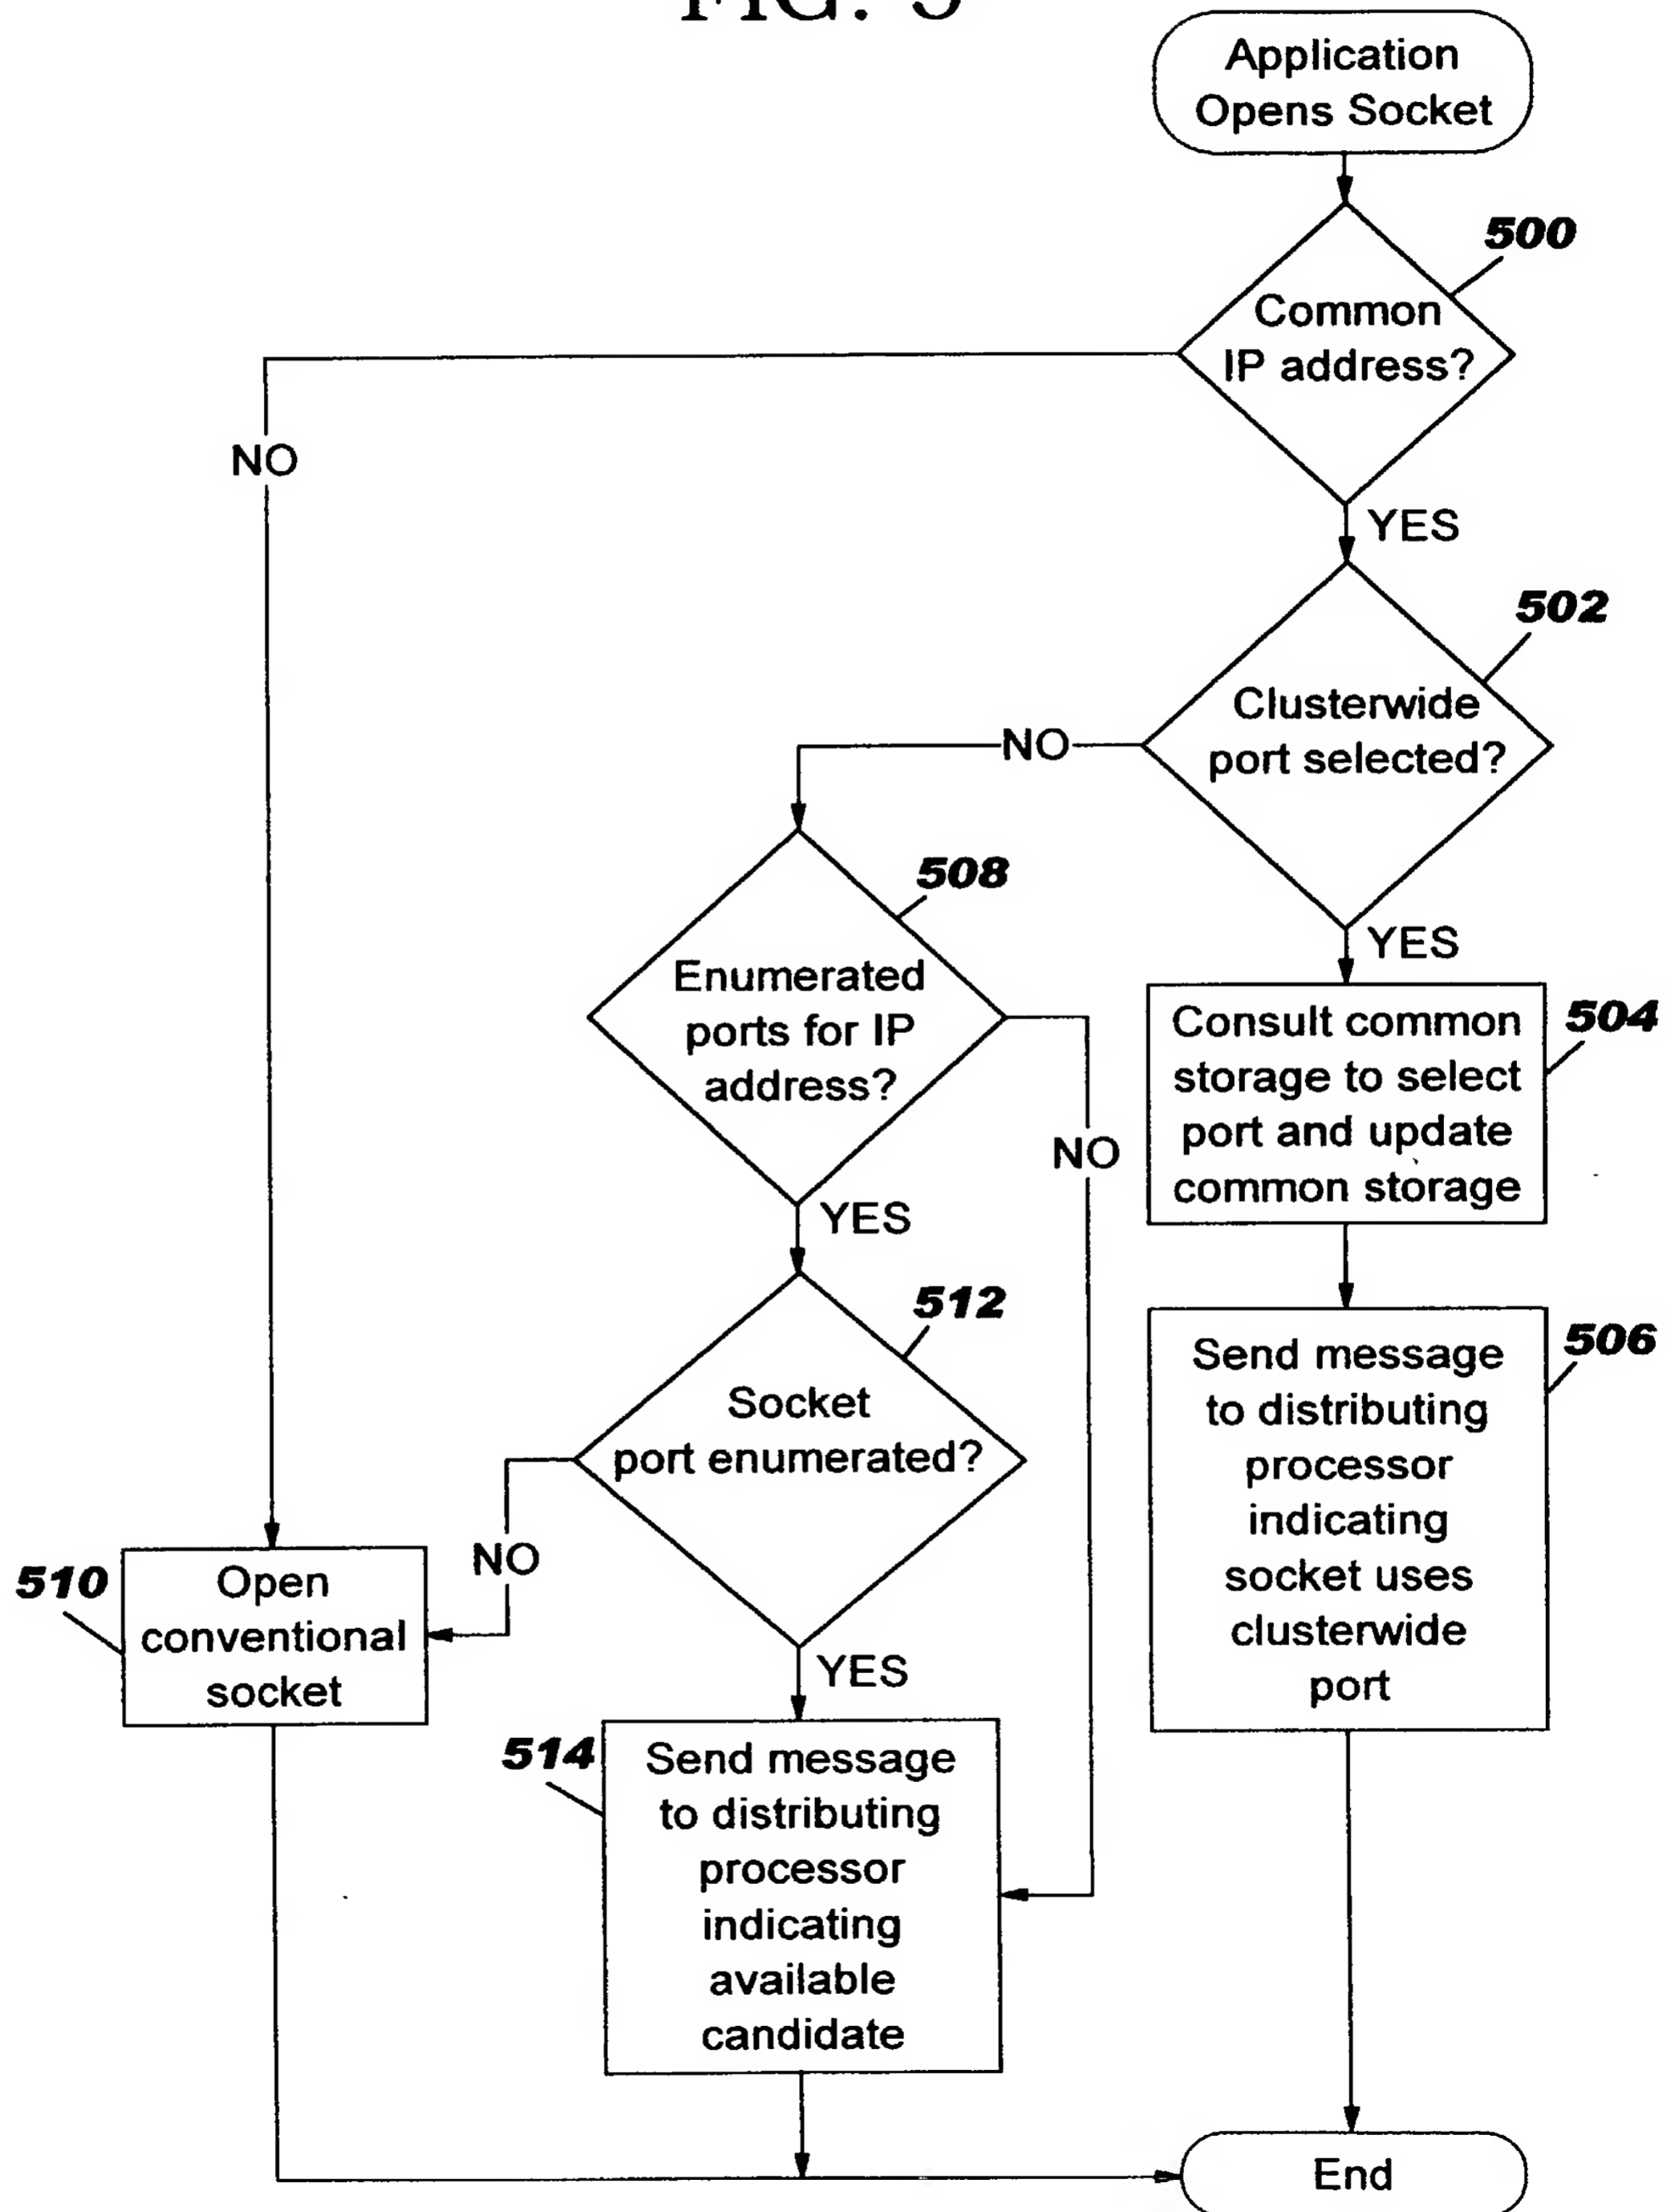 FIG. 5
Application
Opens Socket
500
Common
IP address?
NO
YES
502
Clusterwide
port selected?
NO
YES
508
Enumerated
ports for IP
address?
NO
YES
504
Consult common
storage to select
port and update
common storage
512
Socket
port enumerated?
NO
YES
506
Send message
to distributing
processor
indicating
socket uses
clusterwide
port
510
Open
conventional
socket
514
Send message
to distributing
processor
indicating
available
candidate
End